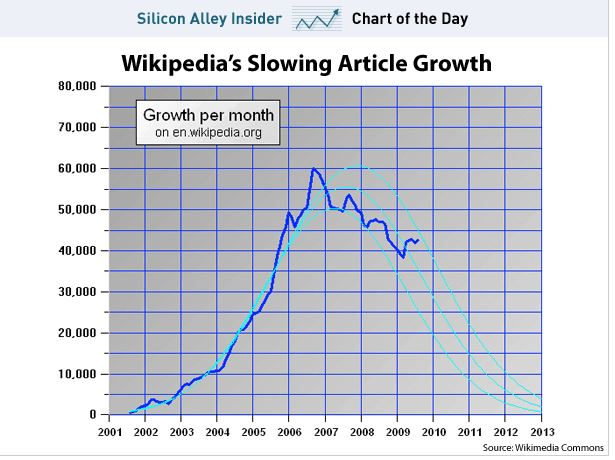 Silicon Alley Insider Chart of the Day
Wikipedia's Slowing Article Growth
Growth per month
on en.wikipedia.org
80,000
70,000
60,000
50,000
40,000
30,000
20,000
10,000
0
2001 2002 2003 2004 2005 2006 2007 2008 2009 2010 2011 2012 2013
Source: Wikimedia Commons